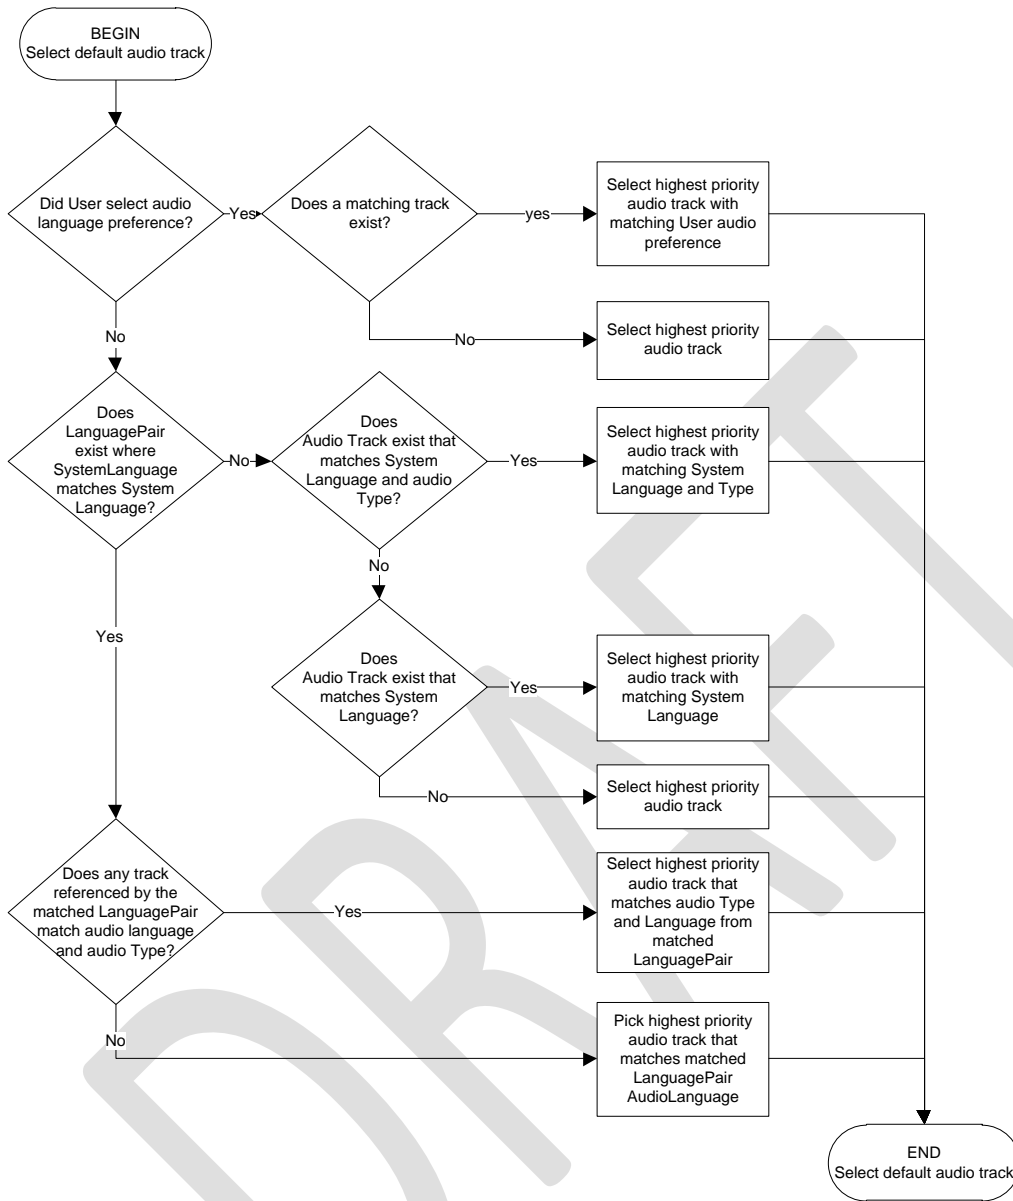 BEGIN
Select default audio track
Did User select audio
language preference?
Yes
Does a matching track
exist?
yes
Select highest priority
audio track with
matching User audio
preference
No
Select highest priority
audio track
No
Does
LanguagePair
exist where
SystemLanguage
matches System
Language?
No
Does
Audio Track exist that
matches System
Language and audio
Type?
Yes
Select highest priority
audio track with
matching System
Language and Type
No
Yes
Does
Audio Track exist that
matches System
Language?
Yes
Select highest priority
audio track with
matching System
Language
No
Select highest priority
audio track
Does any track
referenced by the
matched LanguagePair
match audio language
and audio Type?
Yes
Select highest priority
audio track that
matches audio Type
and Language from
matched
LanguagePair
No
Pick highest priority
audio track that
matches matched
LanguagePair
AudioLanguage
END
Select default audio track
DRAFT